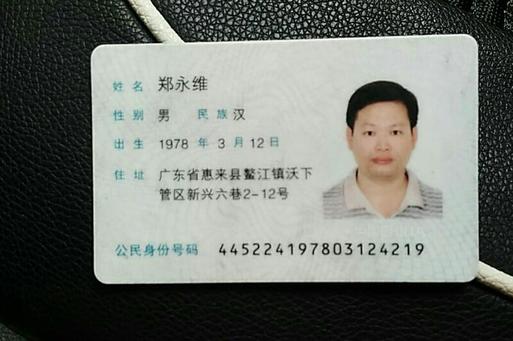 姓名 郑永维
性别 男 民族 汉
出生 1978 年 3 月 12 日
住址 广东省惠来县鳌江镇沃下
管区新兴六巷2-12号
公民身份号码 445224197803124219